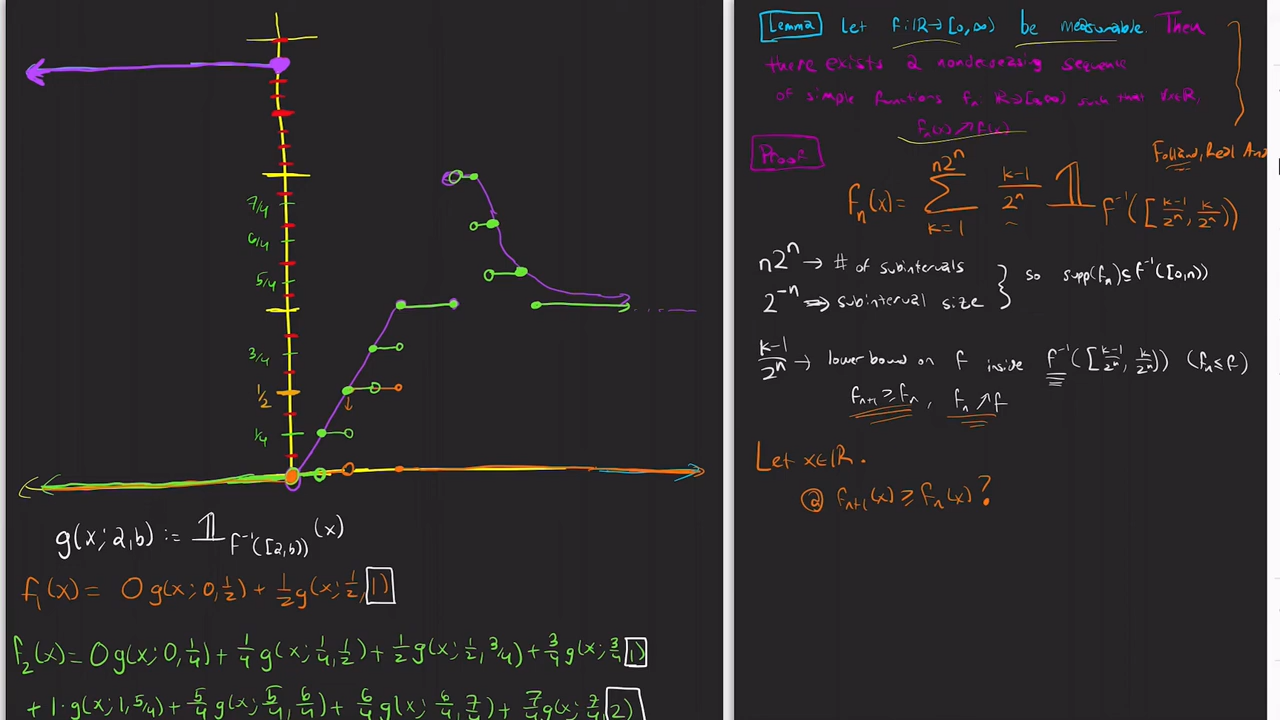 7/4
6/4
5/4
3/4
1/2
1/4
g(x; a, b) := 𝟙_{f⁻¹([a,b))}(x)
f₁(x) = 0g(x; 0, 1/2) + 1/2 g(x; 1/2, 1)
f₂(x) = 0g(x; 0, 1/4) + 1/4 g(x; 1/4, 1/2) + 1/2 g(x; 1/2, 3/4) + 3/4 g(x; 3/4 1)
+ 1·g(x; 1, 5/4) + 5/4 g(x; 5/4, 6/4) + 6/4 g(x; 6/4, 7/4) + 7/4 g(x; 7/4 2)
Lemma Let f: ℝ→[0,∞) be measurable. Then
there exists a nondecreasing sequence
of simple functions fₙ ℝ→[0,∞) such that ∀x∈ℝ,
fₙ(x) ↗ f(x)
Proof
Folland, Real An
fₙ(x) = Σ_{k=1}^{n2ⁿ} (k-1)/2ⁿ 𝟙_{f⁻¹([(k-1)/2ⁿ, k/2ⁿ))}
n2ⁿ → # of subintervals
2⁻ⁿ → subinterval size } so supp(fₙ) ⊆ f⁻¹([0,n))
(k-1)/2ⁿ → lower bound on f inside f⁻¹([(k-1)/2ⁿ, k/2ⁿ)) (fₙ ≤ f)
fₙ₊₁ ≥ fₙ, fₙ ↗ f
Let x∈ℝ.
ⓐ fₙ₊₁(x) ≥ fₙ(x)?